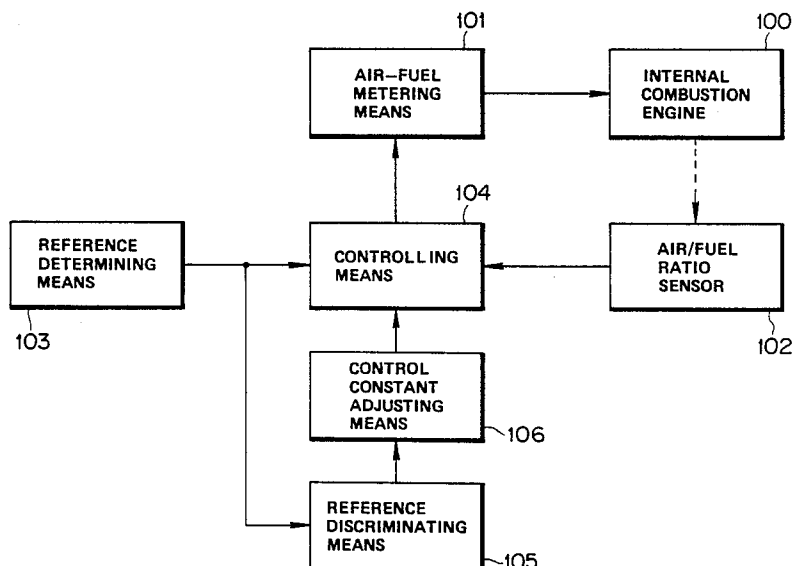 101
AIR-FUEL
METERING
MEANS
100
INTERNAL
COMBUSTION
ENGINE
104
REFERENCE
DETERMINING
MEANS
103
CONTROLLING
MEANS
AIR/FUEL
RATIO
SENSOR
102
CONTROL
CONSTANT
ADJUSTING
MEANS
106
REFERENCE
DISCRIMINATING
MEANS
105